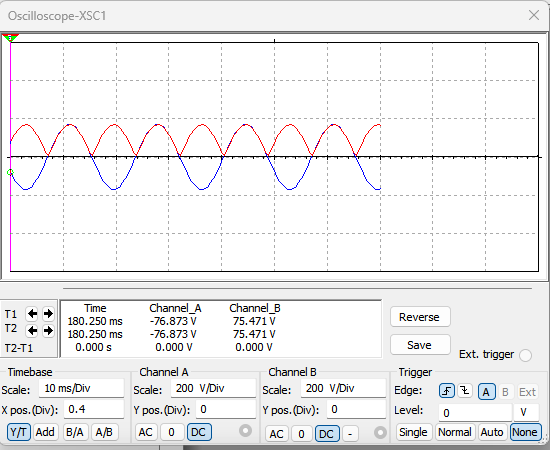 Oscilloscope-XSC1
Time Channel_A Channel_B
T1 180.250 ms -76.873 V 75.471 V
T2 180.250 ms -76.873 V 75.471 V
T2-T1 0.000 s 0.000 V 0.000 V
Reverse
Save
Ext. trigger
Timebase
Scale: 10 ms/Div
X pos.(Div): 0.4
Y/T Add B/A A/B
Channel A
Scale: 200 V/Div
Y pos.(Div): 0
AC 0 DC
Channel B
Scale: 200 V/Div
Y pos.(Div): 0
AC 0 DC -
Trigger
Edge: A B Ext
Level: 0 V
Single Normal Auto None